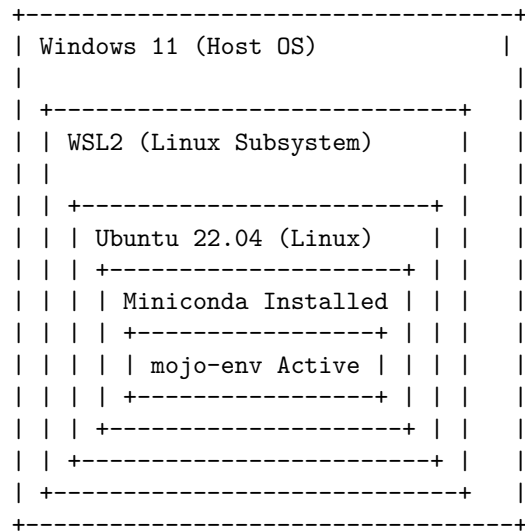 Windows 11 (Host OS)
WSL2 (Linux Subsystem)
Ubuntu 22.04 (Linux)
Miniconda Installed
mojo-env Active